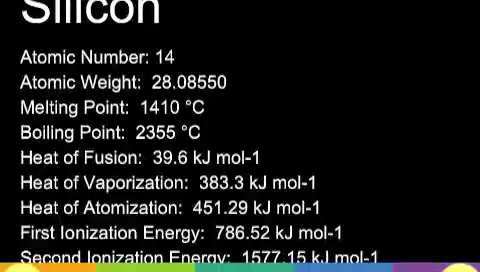 Silicon
Atomic Number: 14
Atomic Weight:  28.08550
Melting Point:  1410 °C
Boiling Point:  2355 °C
Heat of Fusion:  39.6 kJ mol-1
Heat of Vaporization:  383.3 kJ mol-1
Heat of Atomization:  451.29 kJ mol-1
First Ionization Energy:  786.52 kJ mol-1
Second Ionization Energy:  1577.15 kJ mol-1